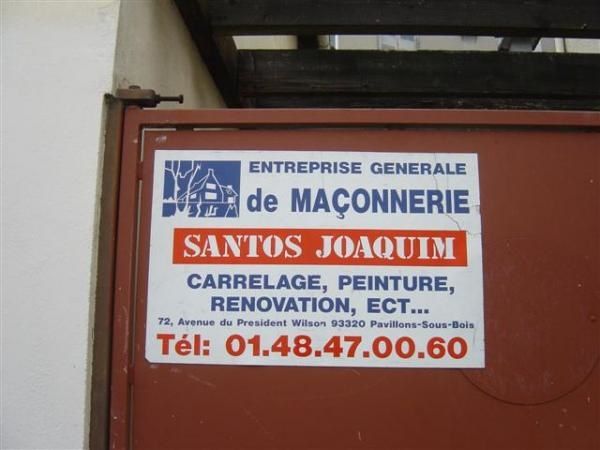 ENTREPRISE GENERALE
de MAÇONNERIE
SANTOS JOAQUIM
CARRELAGE, PEINTURE,
RENOVATION, ECT...
72, Avenue du President Wilson 93320 Pavillons-Sous-Bois
Tél: 01.48.47.00.60